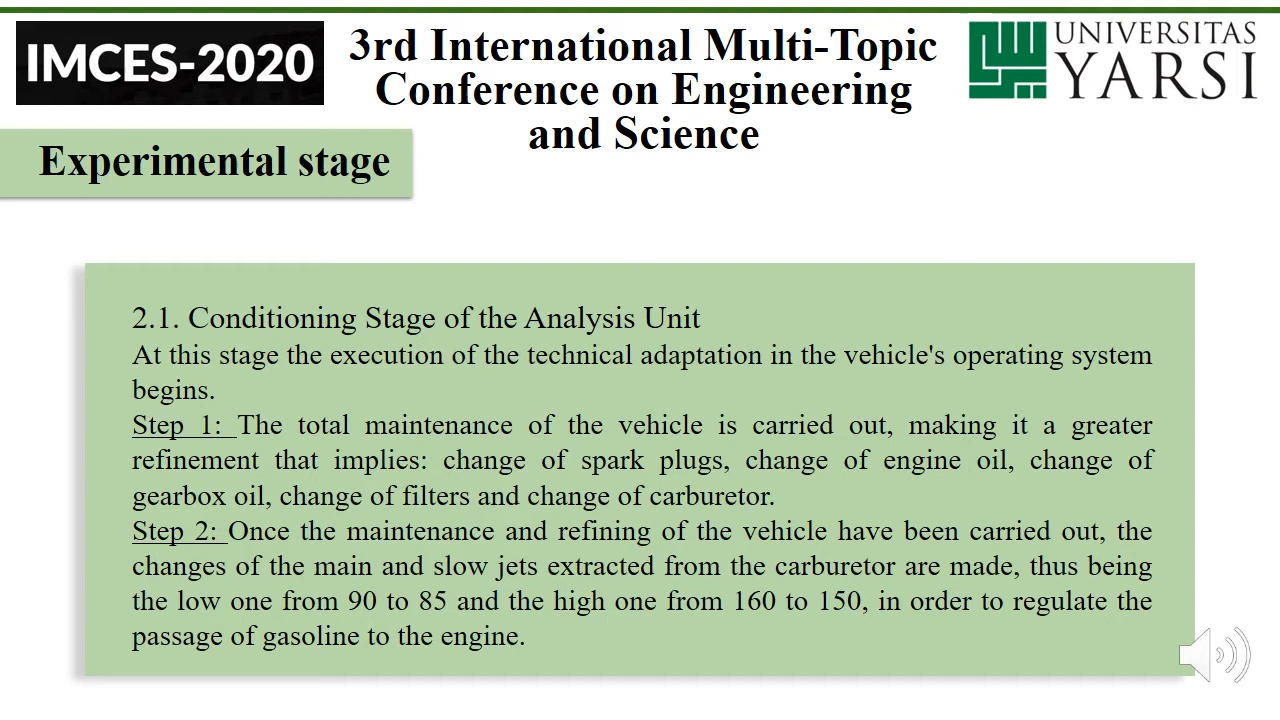 IMCES-2020
3rd International Multi-Topic
Conference on Engineering
and Science
UNIVERSITAS
YARSI
Experimental stage
2.1. Conditioning Stage of the Analysis Unit
At this stage the execution of the technical adaptation in the vehicle's operating system
begins.
Step 1: The total maintenance of the vehicle is carried out, making it a greater
refinement that implies: change of spark plugs, change of engine oil, change of
gearbox oil, change of filters and change of carburetor.
Step 2: Once the maintenance and refining of the vehicle have been carried out, the
changes of the main and slow jets extracted from the carburetor are made, thus being
the low one from 90 to 85 and the high one from 160 to 150, in order to regulate the
passage of gasoline to the engine.